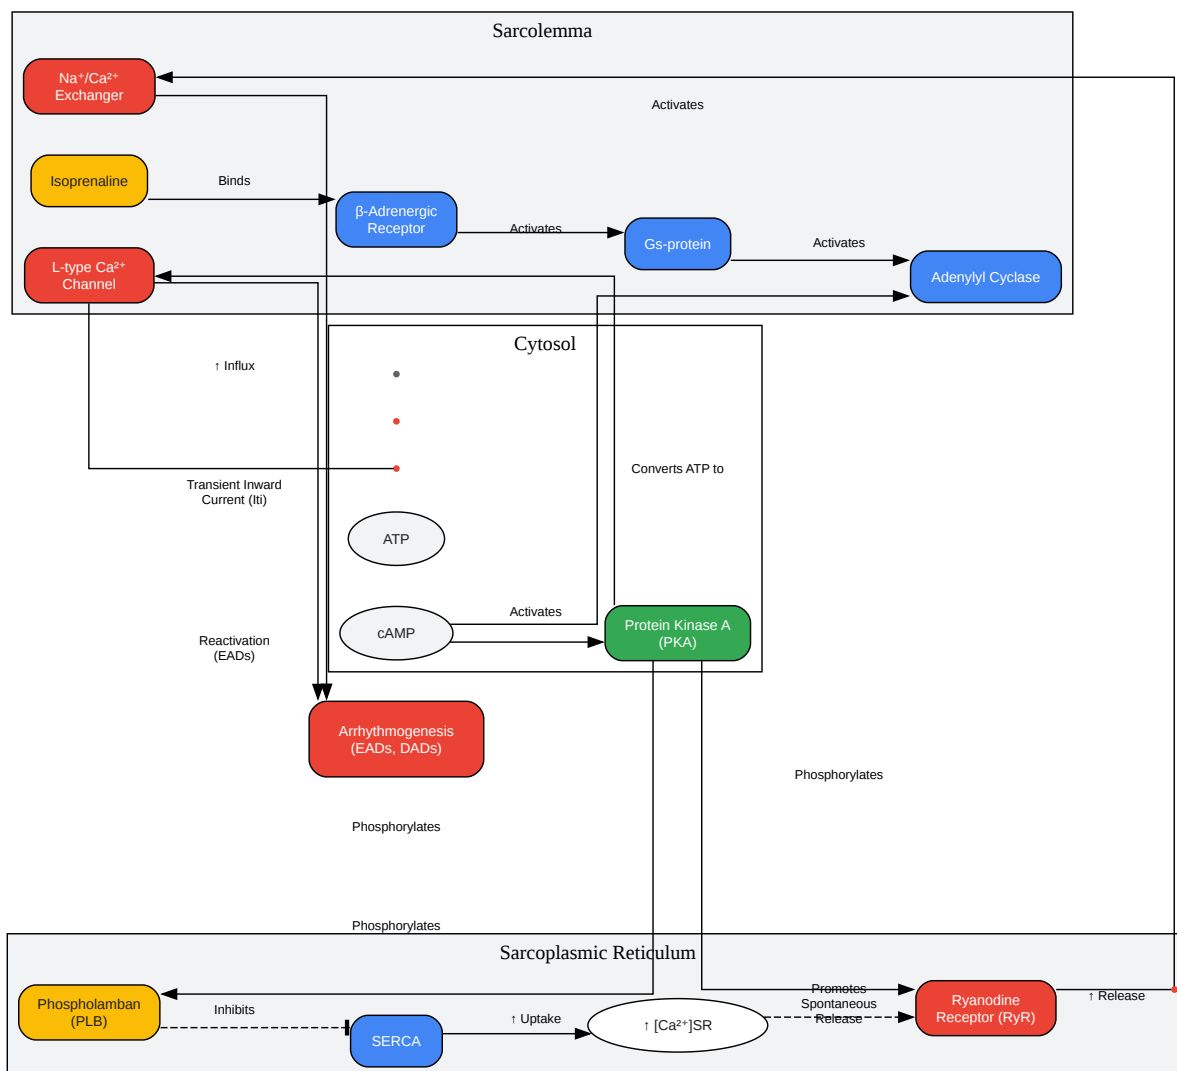 Sarcolemma
Na⁺/Ca²⁺
Exchanger
Activates
Isoprenaline
Binds
β-Adrenergic
Receptor
Activates
Gs-protein
Activates
Adenylyl Cyclase
L-type Ca²⁺
Channel
Cytosol
↑ Influx
Converts ATP to
Transient Inward
Current (Iti)
ATP
cAMP
Activates
Protein Kinase A
(PKA)
Reactivation
(EADs)
Arrhythmogenesis
(EADs, DADs)
Phosphorylates
Phosphorylates
Phosphorylates
Sarcoplasmic Reticulum
Phospholamban
(PLB)
Inhibits
SERCA
↑ Uptake
↑ [Ca²⁺]SR
Promotes
Spontaneous
Release
Ryanodine
Receptor (RyR)
↑ Release